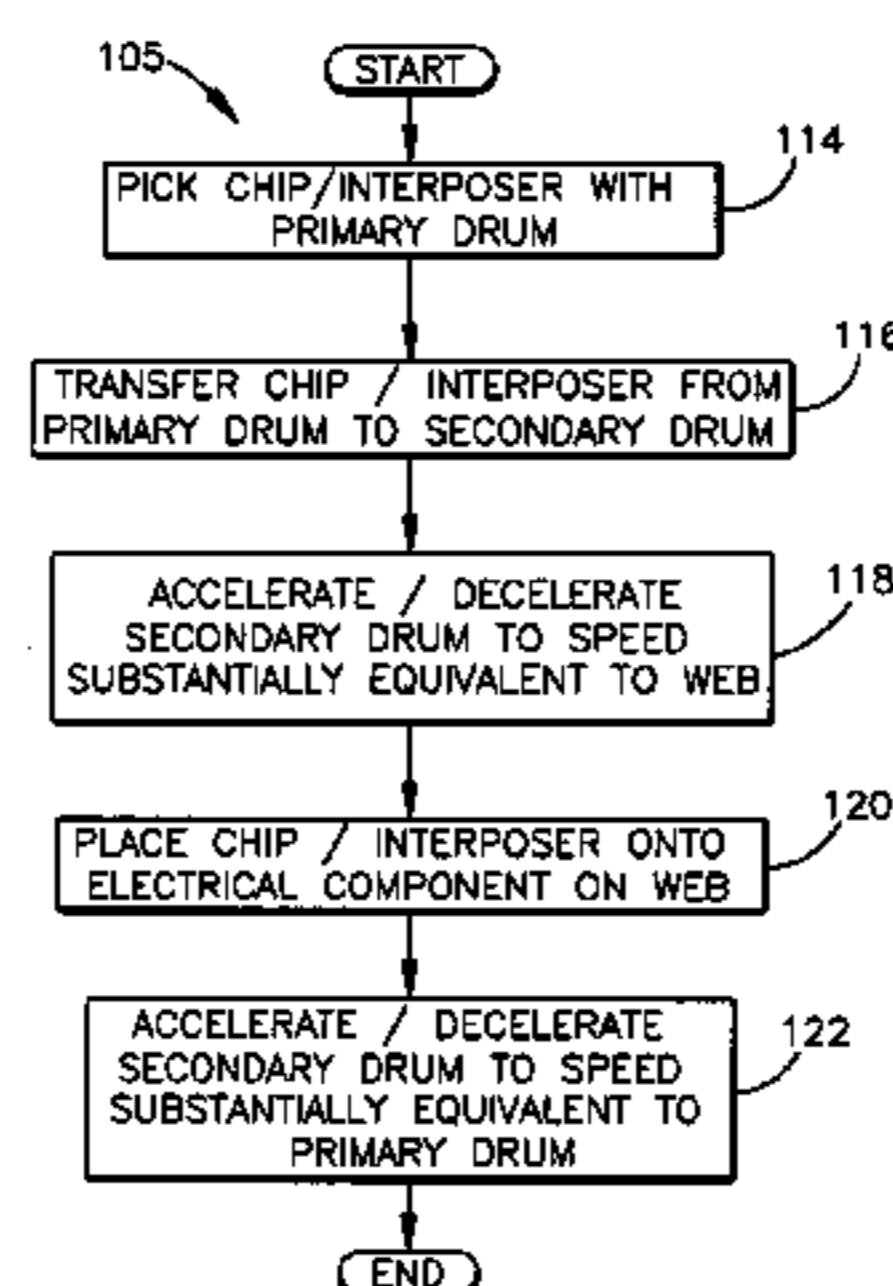 105
START
114
PICK CHIP/INTERPOSER WITH
PRIMARY DRUM
116
TRANSFER CHIP / INTERPOSER FROM
PRIMARY DRUM TO SECONDARY DRUM
118
ACCELERATE / DECELERATE
SECONDARY DRUM TO SPEED
SUBSTANTIALLY EQUIVALENT TO WEB
120
PLACE CHIP / INTERPOSER ONTO
ELECTRICAL COMPONENT ON WEB
122
ACCELERATE / DECELERATE
SECONDARY DRUM TO SPEED
SUBSTANTIALLY EQUIVALENT TO
PRIMARY DRUM
END